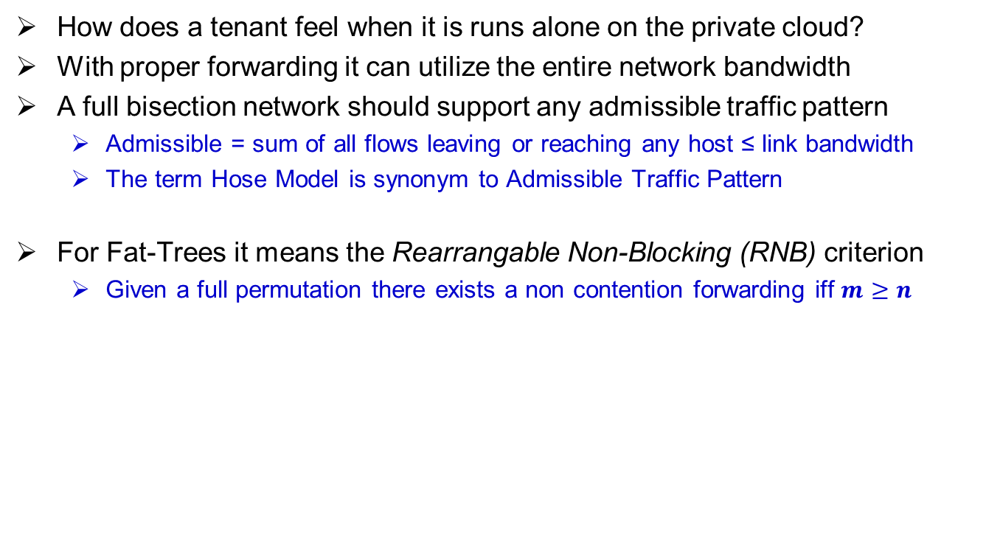 ➢ How does a tenant feel when it is runs alone on the private cloud?
➢ With proper forwarding it can utilize the entire network bandwidth
➢ A full bisection network should support any admissible traffic pattern
➢ Admissible = sum of all flows leaving or reaching any host ≤ link bandwidth
➢ The term Hose Model is synonym to Admissible Traffic Pattern
➢ For Fat-Trees it means the Rearrangable Non-Blocking (RNB) criterion
➢ Given a full permutation there exists a non contention forwarding iff m ≥ n